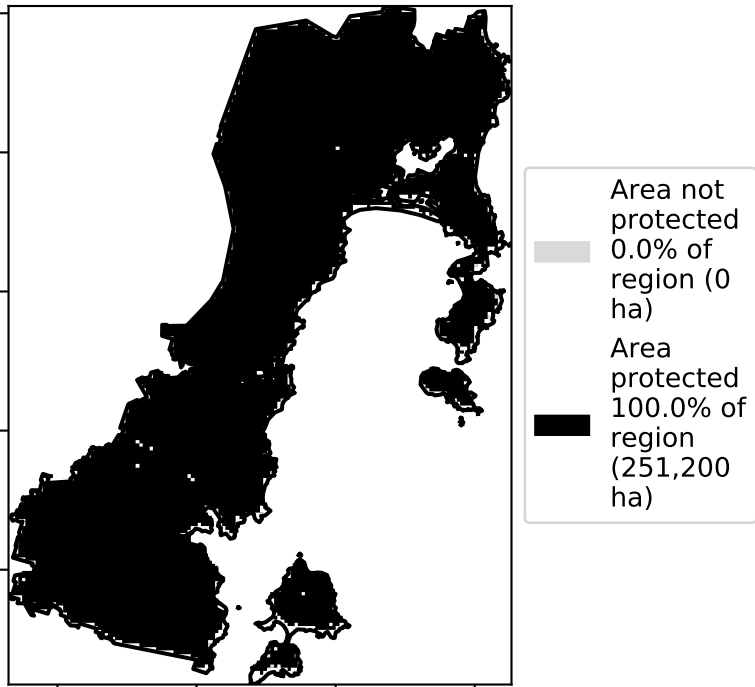 Area not
protected
0.0% of
region (0
ha)
Area
protected
100.0% of
region
(251,200
ha)